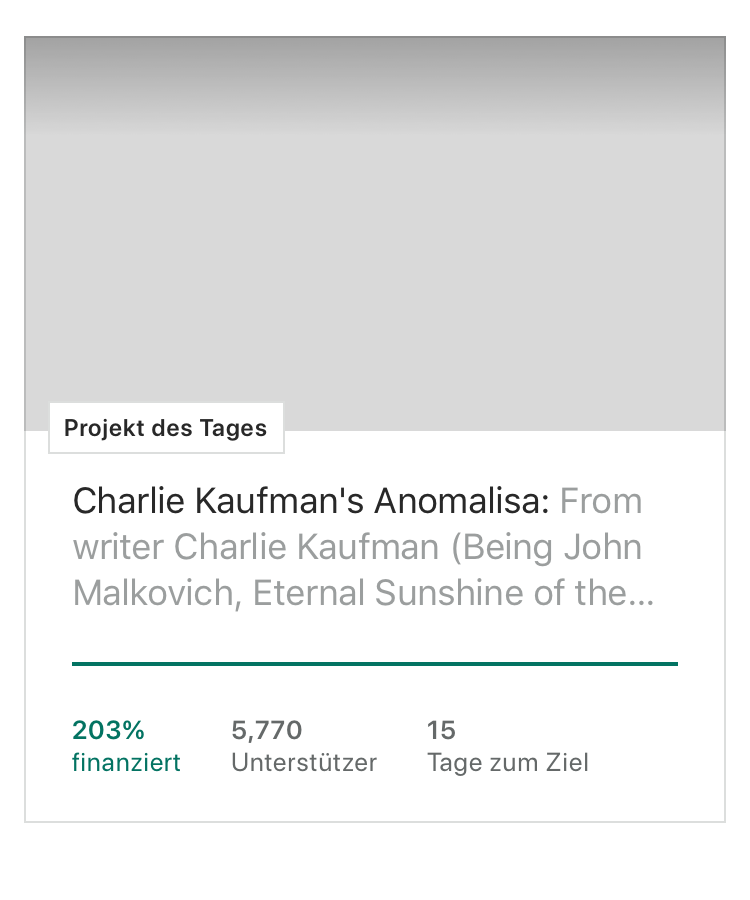 Projekt des Tages
Charlie Kaufman's Anomalisa: From
writer Charlie Kaufman (Being John
Malkovich, Eternal Sunshine of the...
203%
finanziert
5,770
Unterstützer
15
Tage zum Ziel